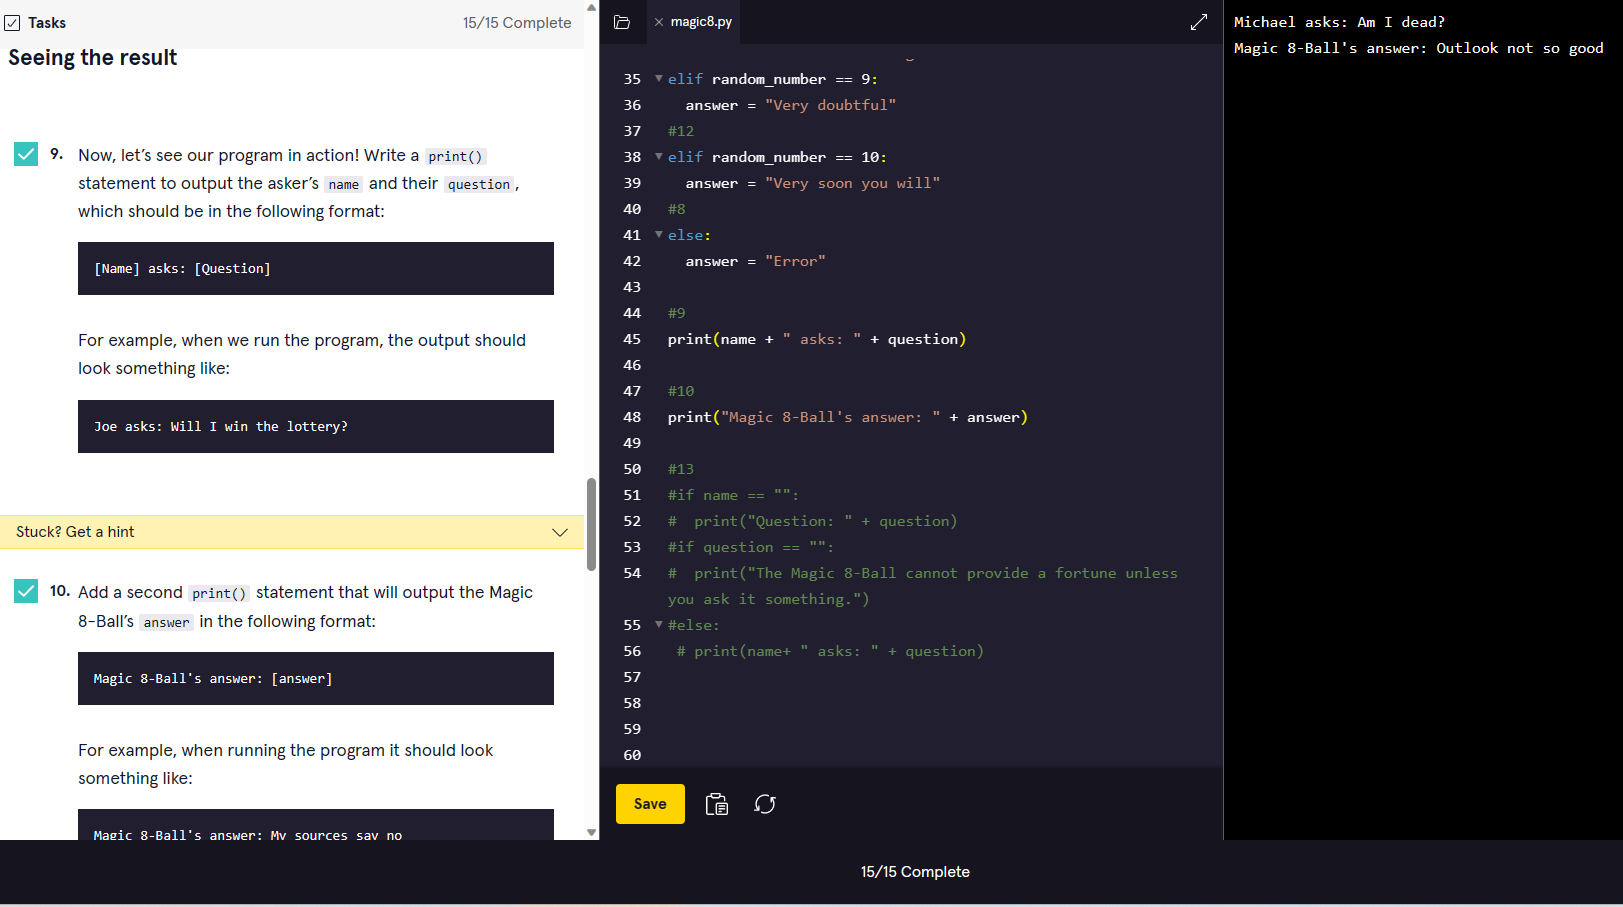 Tasks
15/15 Complete
Seeing the result
9. Now, let’s see our program in action! Write a print()
statement to output the asker’s name and their question,
which should be in the following format:
[Name] asks: [Question]
For example, when we run the program, the output should
look something like:
Joe asks: Will I win the lottery?
Stuck? Get a hint
10. Add a second print() statement that will output the Magic
8-Ball’s answer in the following format:
Magic 8-Ball's answer: [answer]
For example, when running the program it should look
something like:
Magic 8-Ball's answer: My sources say no
magic8.py
35 elif random_number == 9:
36 answer = "Very doubtful"
37 #12
38 elif random_number == 10:
39 answer = "Very soon you will"
40 #8
41 else:
42 answer = "Error"
43
44 #9
45 print(name + " asks: " + question)
46
47 #10
48 print("Magic 8-Ball's answer: " + answer)
49
50 #13
51 #if name == "":
52 #  print("Question: " + question)
53 #if question == "":
54 #  print("The Magic 8-Ball cannot provide a fortune unless
you ask it something.")
55 #else:
56 # print(name+ " asks: " + question)
57
58
59
60
Save
Michael asks: Am I dead?
Magic 8-Ball's answer: Outlook not so good
15/15 Complete